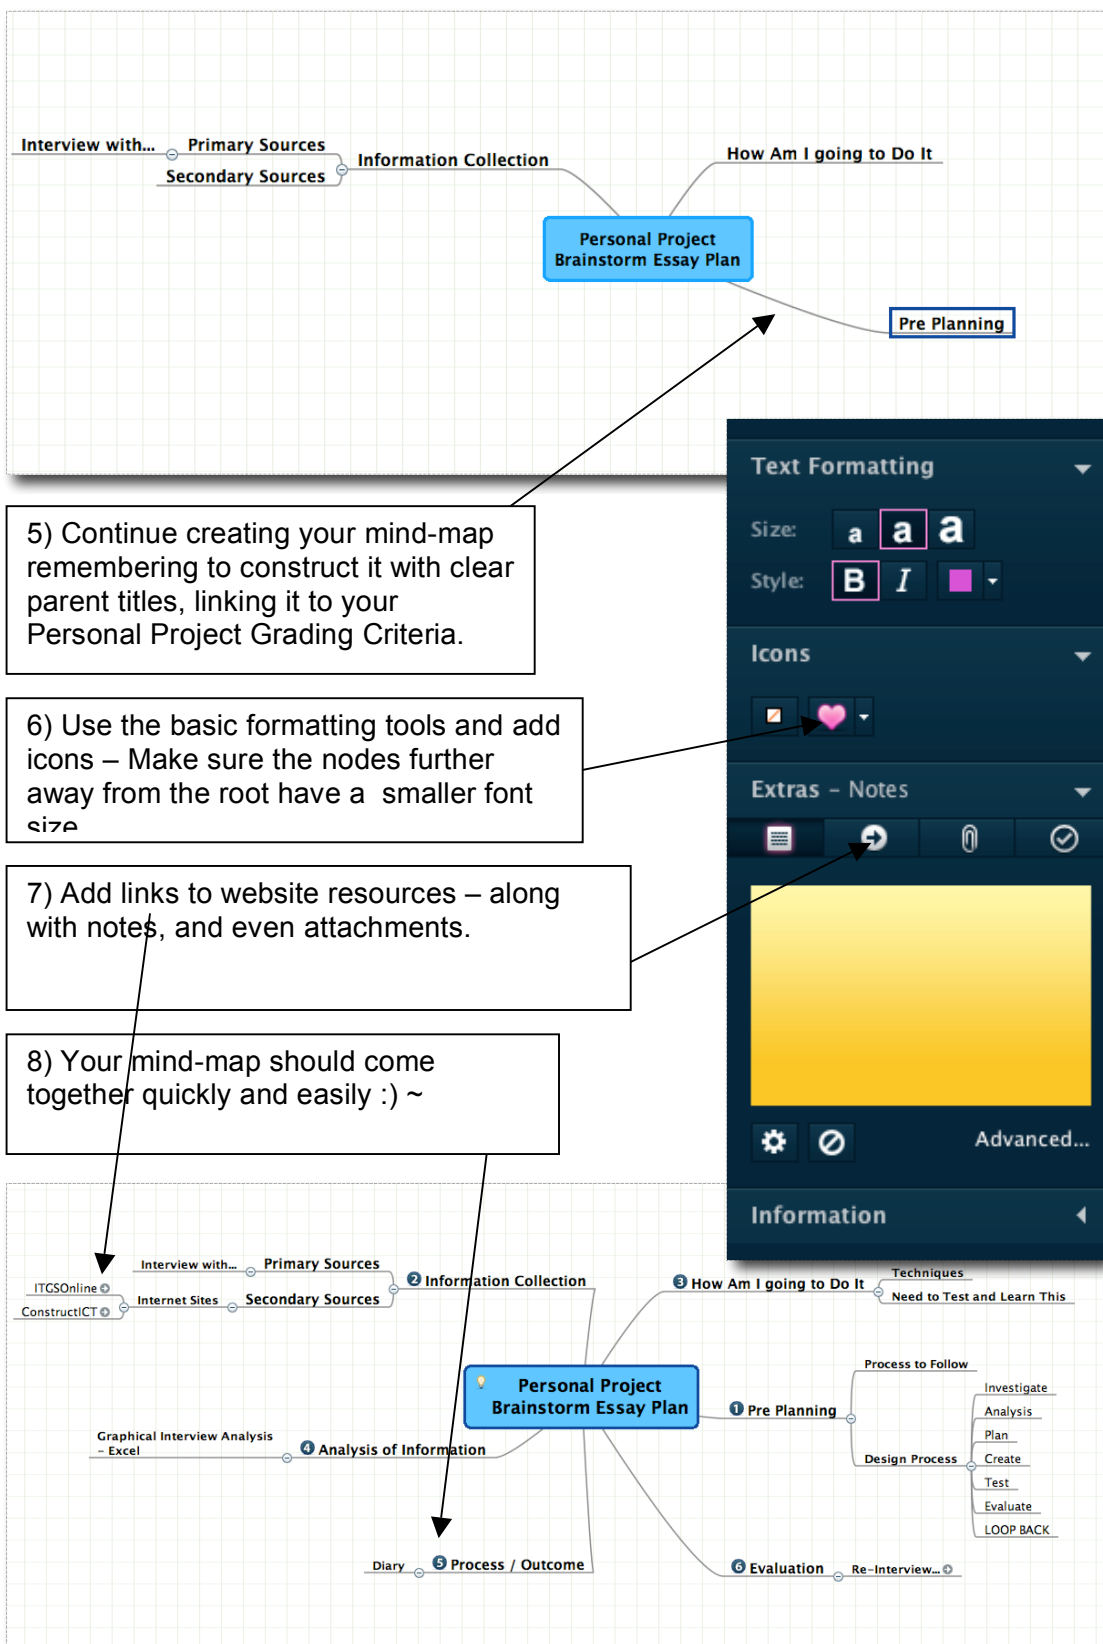 Interview with...
Primary Sources
Secondary Sources
Information Collection
How Am I going to Do It
Personal Project
Brainstorm Essay Plan
Pre Planning
5) Continue creating your mind-map
remembering to construct it with clear
parent titles, linking it to your
Personal Project Grading Criteria.
6) Use the basic formatting tools and add
icons – Make sure the nodes further
away from the root have a  smaller font
size
7) Add links to website resources – along
with notes, and even attachments.
8) Your mind-map should come
together quickly and easily :) ~
Text Formatting
Size: a a a
Style: B I
Icons
Extras – Notes
Advanced...
Information
Interview with...
Primary Sources
ITGSOnline
ConstructICT
Internet Sites
Secondary Sources
2 Information Collection
3 How Am I going to Do It
Techniques
Need to Test and Learn This
Personal Project
Brainstorm Essay Plan
1 Pre Planning
Process to Follow
Design Process
Investigate
Analysis
Plan
Create
Test
Evaluate
LOOP BACK
Graphical Interview Analysis
– Excel
4 Analysis of Information
Diary
5 Process / Outcome
6 Evaluation
Re-Interview...